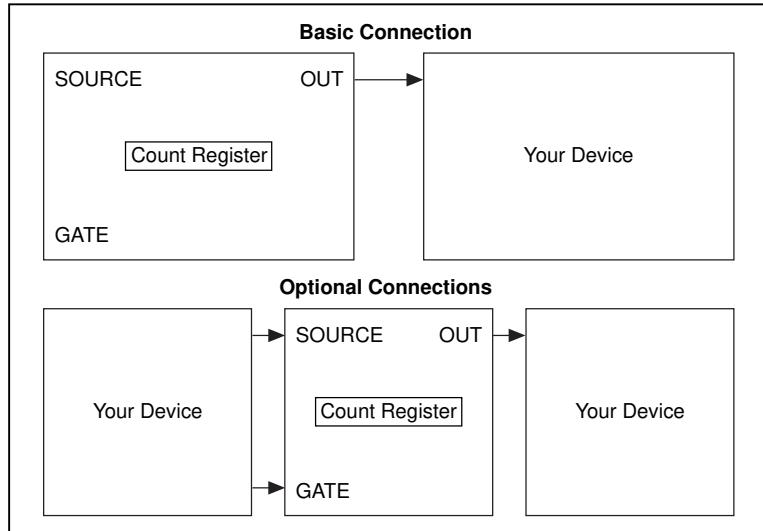 Basic Connection
SOURCE OUT
Count Register
Your Device
GATE
Optional Connections
SOURCE OUT
Your Device
Count Register
Your Device
GATE